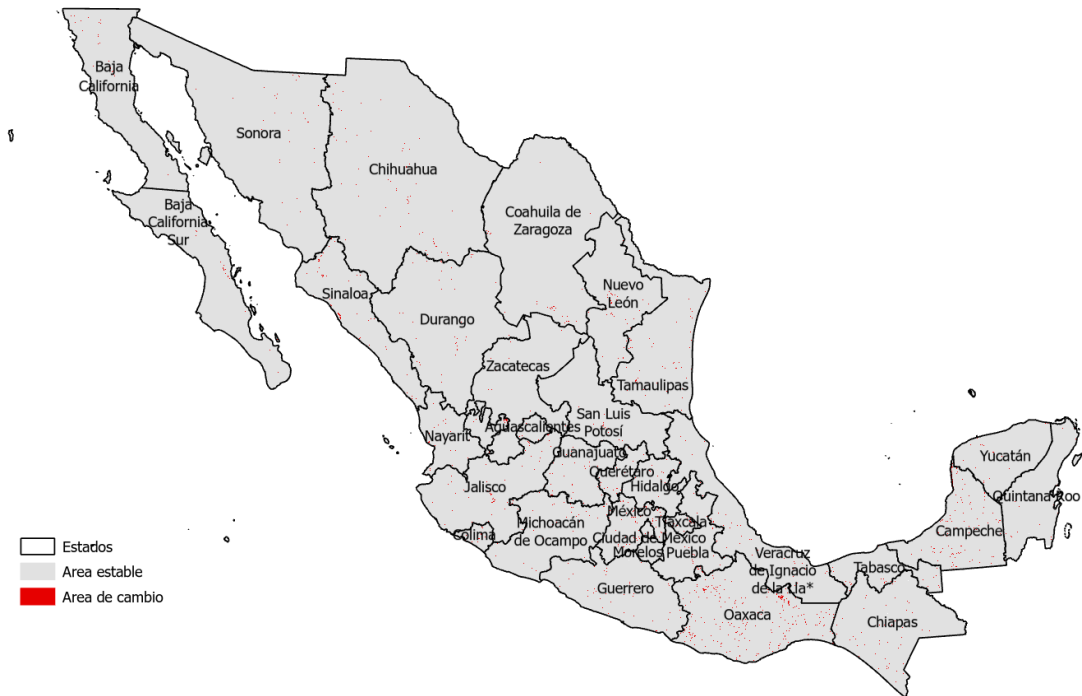 Baja
California
Sonora
Chihuahua
Coahuila de
Zaragoza
Baja
California
Sur
Nuevo
León
Sinaloa
Durango
Zacatecas
Tamaulipas
San Luis
Potosí
Aguascalientes
Nayarit
Guanajuato
Yucatán
Querétaro
Hidalgo
Jalisco
Quintana Roo
México
Michoacán
de Ocampo
Tlaxcala
Colima
Ciudad de México
Campeche
Morelos
Puebla
Veracruz
de Ignacio
de la Lla*
Tabasco
Guerrero
Oaxaca
Chiapas
Estados
Area estable
Area de cambio